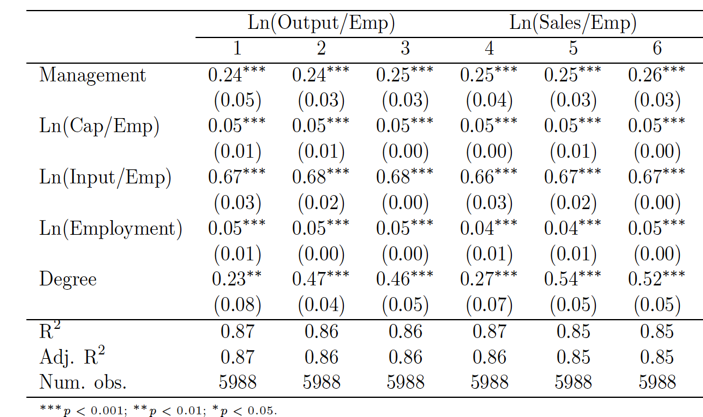 Ln(Output/Emp) Ln(Sales/Emp)
1 2 3 4 5 6
Management 0.24*** 0.24*** 0.25*** 0.25*** 0.25*** 0.26***
(0.05) (0.03) (0.03) (0.04) (0.03) (0.03)
Ln(Cap/Emp) 0.05*** 0.05*** 0.05*** 0.05*** 0.05*** 0.05***
(0.01) (0.01) (0.00) (0.00) (0.01) (0.00)
Ln(Input/Emp) 0.67*** 0.68*** 0.68*** 0.66*** 0.67*** 0.67***
(0.03) (0.02) (0.00) (0.03) (0.02) (0.00)
Ln(Employment) 0.05*** 0.05*** 0.05*** 0.04*** 0.04*** 0.05***
(0.01) (0.00) (0.00) (0.01) (0.01) (0.00)
Degree 0.23** 0.47*** 0.46*** 0.27*** 0.54*** 0.52***
(0.08) (0.04) (0.05) (0.07) (0.05) (0.05)
R² 0.87 0.86 0.86 0.87 0.85 0.85
Adj. R² 0.87 0.86 0.86 0.86 0.85 0.85
Num. obs. 5988 5988 5988 5988 5988 5988
***p < 0.001; **p < 0.01; *p < 0.05.